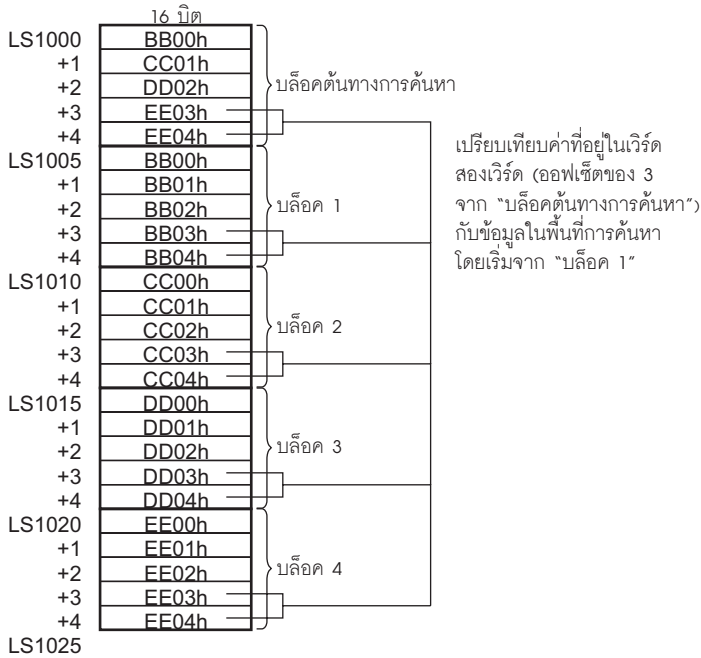 16 บิต
LS1000 BB00h
+1 CC01h
+2 DD02h บล็อคต้นทางการค้นหา
+3 EE03h
+4 EE04h
LS1005 BB00h
+1 BB01h
+2 BB02h บล็อค 1
+3 BB03h
+4 BB04h
LS1010 CC00h
+1 CC01h
+2 CC02h บล็อค 2
+3 CC03h
+4 CC04h
LS1015 DD00h
+1 DD01h
+2 DD02h บล็อค 3
+3 DD03h
+4 DD04h
LS1020 EE00h
+1 EE01h
+2 EE02h บล็อค 4
+3 EE03h
+4 EE04h
LS1025
เปรียบเทียบค่าที่อยู่ในเวิร์ด
สองเวิร์ด (ออฟเซ็ตของ 3
จาก “บล็อคต้นทางการค้นหา”)
กับข้อมูลในพื้นที่การค้นหา
โดยเริ่มจาก “บล็อค 1”